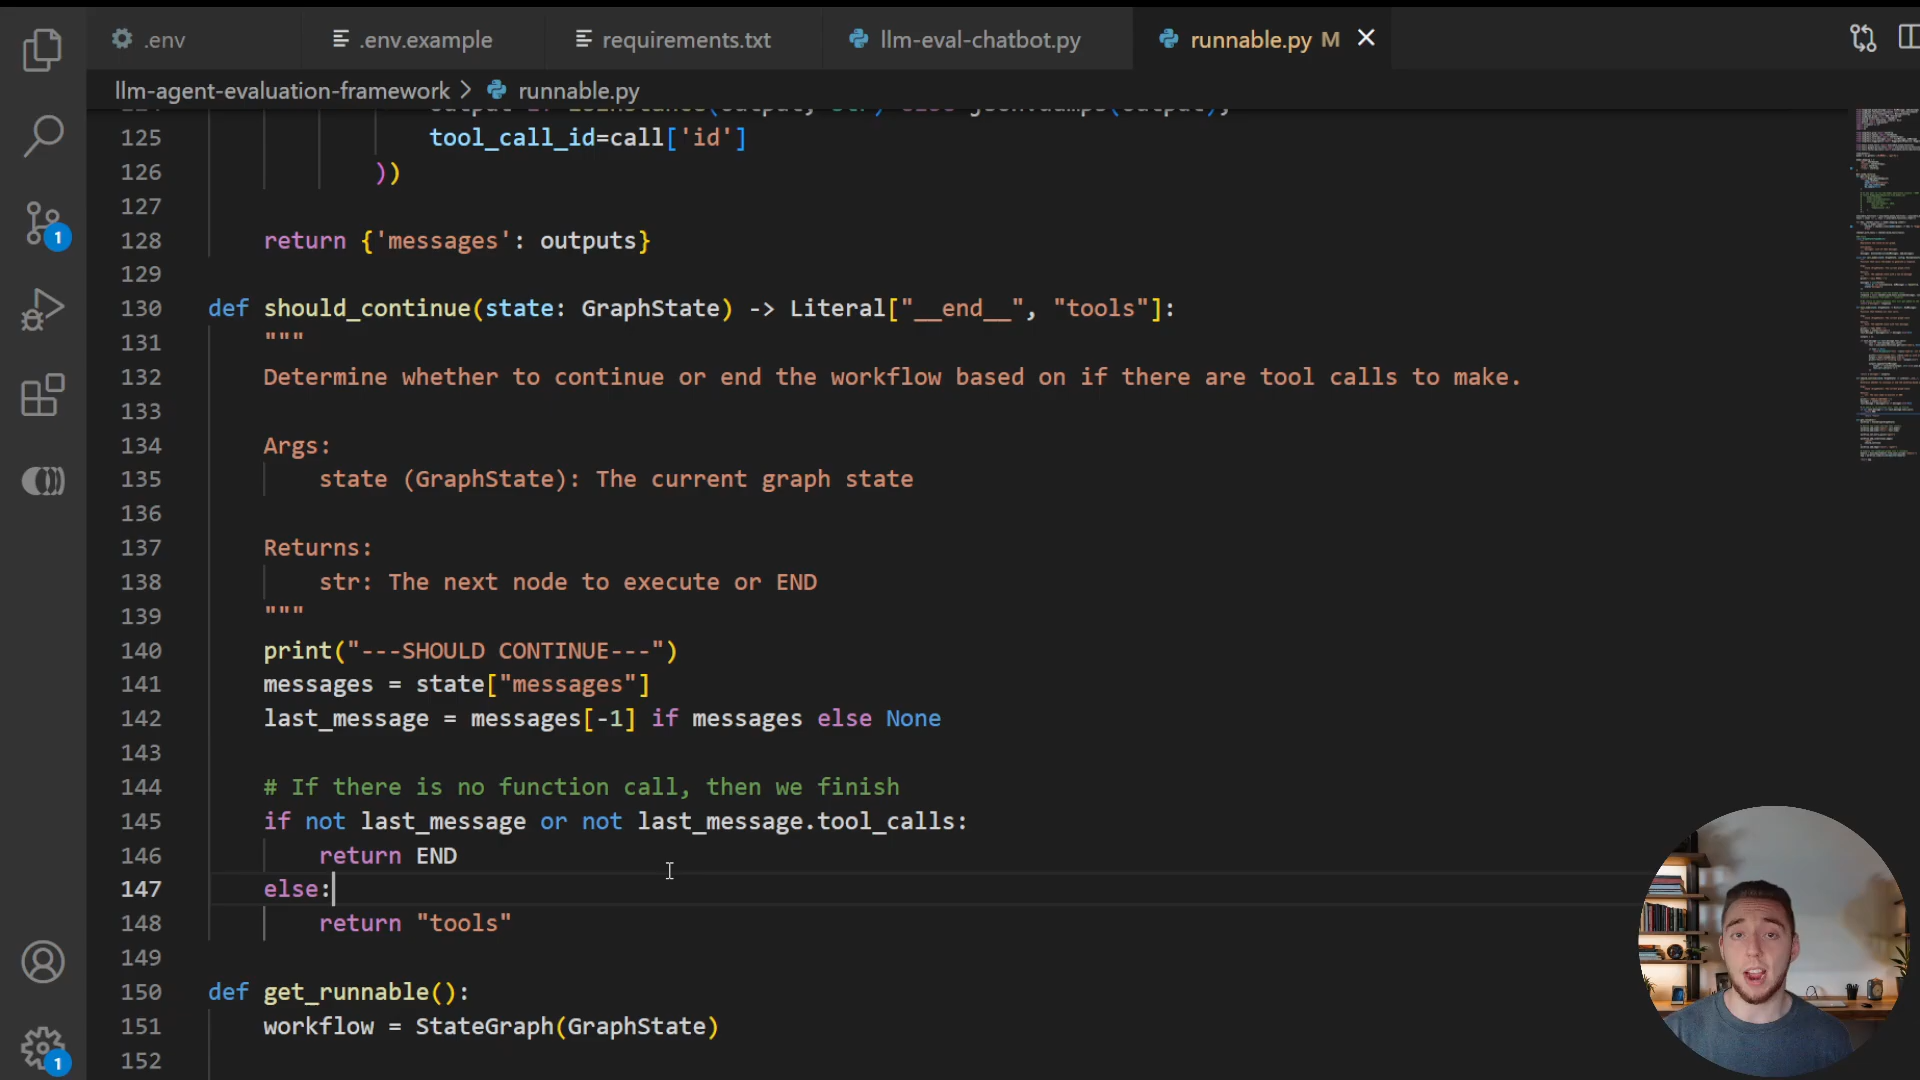 .env
.env.example
requirements.txt
llm-eval-chatbot.py
runnable.py M
llm-agent-evaluation-framework > runnable.py
125 tool_call_id=call['id']
126 ))
127
128 return {'messages': outputs}
129
130 def should_continue(state: GraphState) -> Literal["__end__", "tools"]:
131 """
132 Determine whether to continue or end the workflow based on if there are tool calls to make.
133
134 Args:
135 state (GraphState): The current graph state
136
137 Returns:
138 str: The next node to execute or END
139 """
140 print("---SHOULD CONTINUE---")
141 messages = state["messages"]
142 last_message = messages[-1] if messages else None
143
144 # If there is no function call, then we finish
145 if not last_message or not last_message.tool_calls:
146 return END
147 else:
148 return "tools"
149
150 def get_runnable():
151 workflow = StateGraph(GraphState)
152
1
1